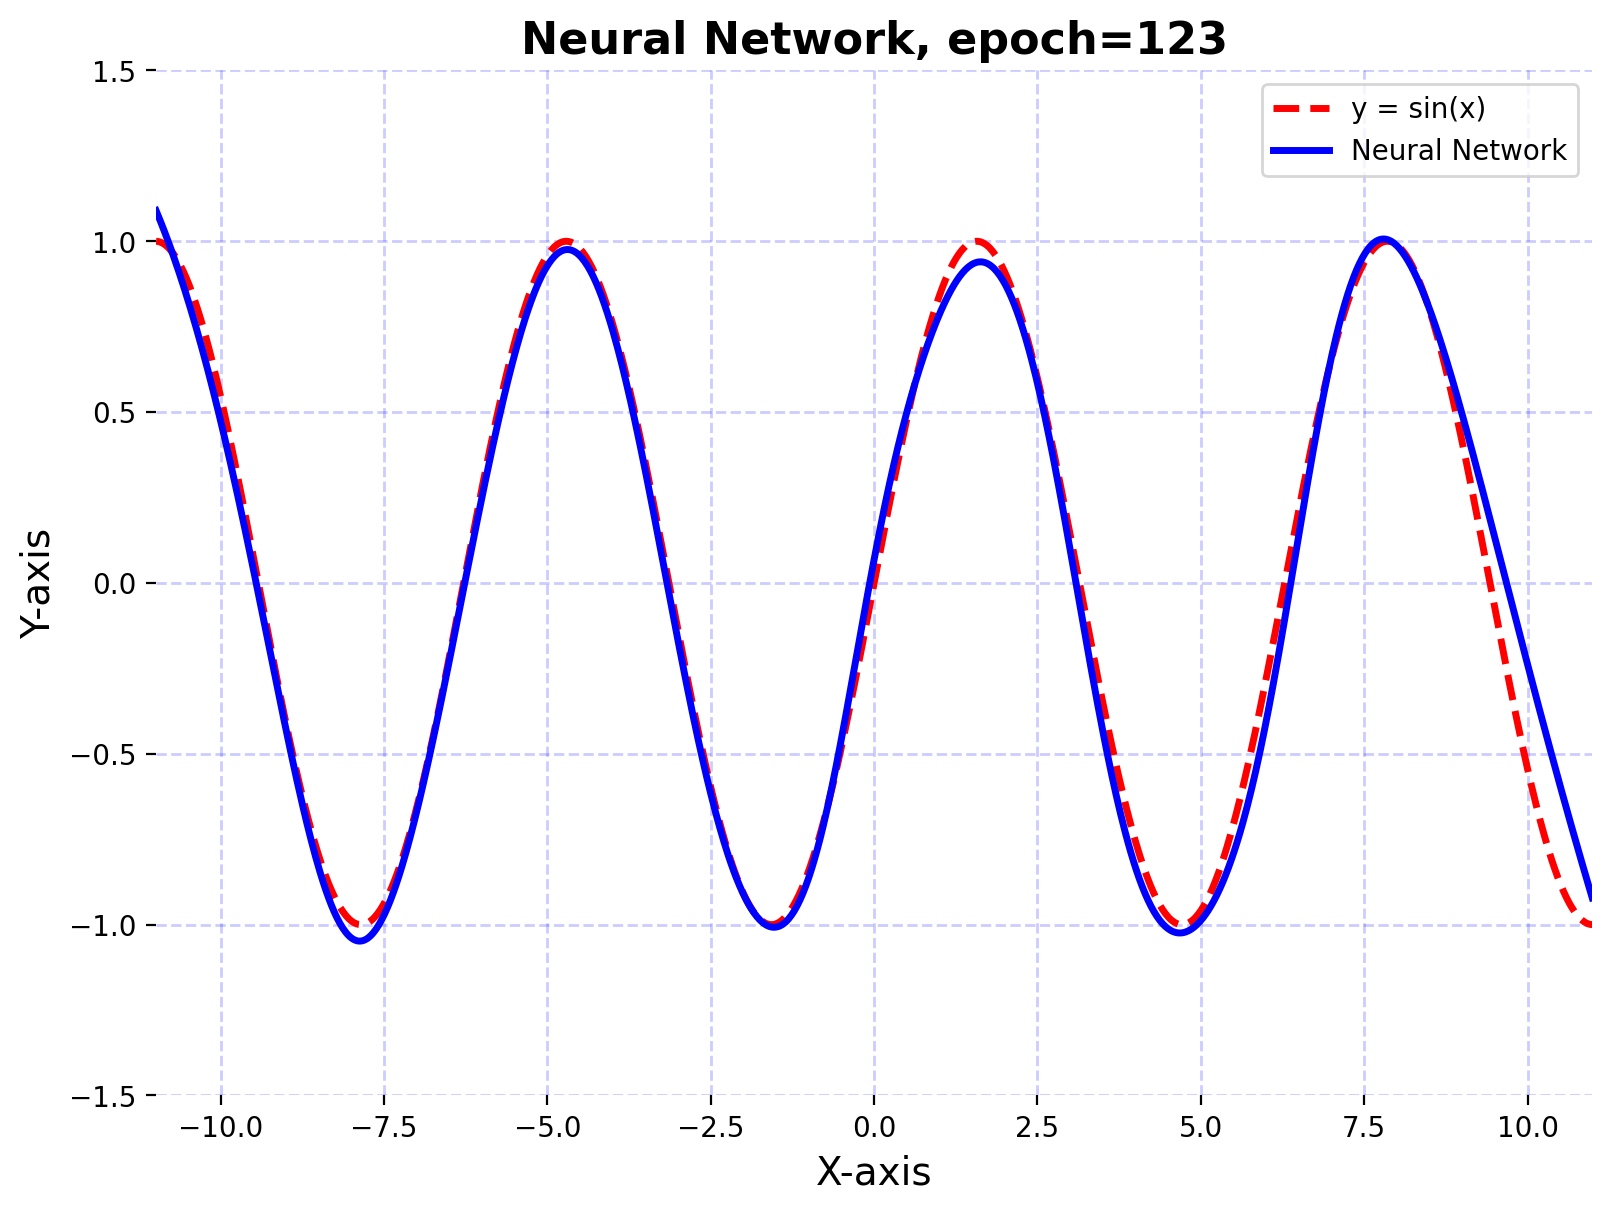 Neural Network, epoch=123
y = sin(x)
Neural Network
1.5
1.0
0.5
0.0
−0.5
−1.0
−1.5
Y-axis
−10.0 −7.5 −5.0 −2.5 0.0 2.5 5.0 7.5 10.0
X-axis